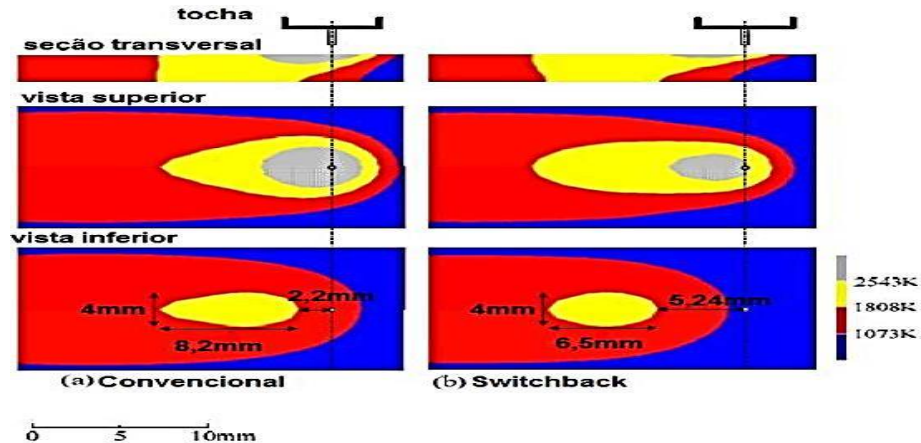 tocha
seção transversal
vista superior
vista inferior
4mm
2,2mm
8,2mm
4mm
5,24mm
6,5mm
2543K
1808K
1073K
(a) Convencional
(b) Switchback
0 5 10mm